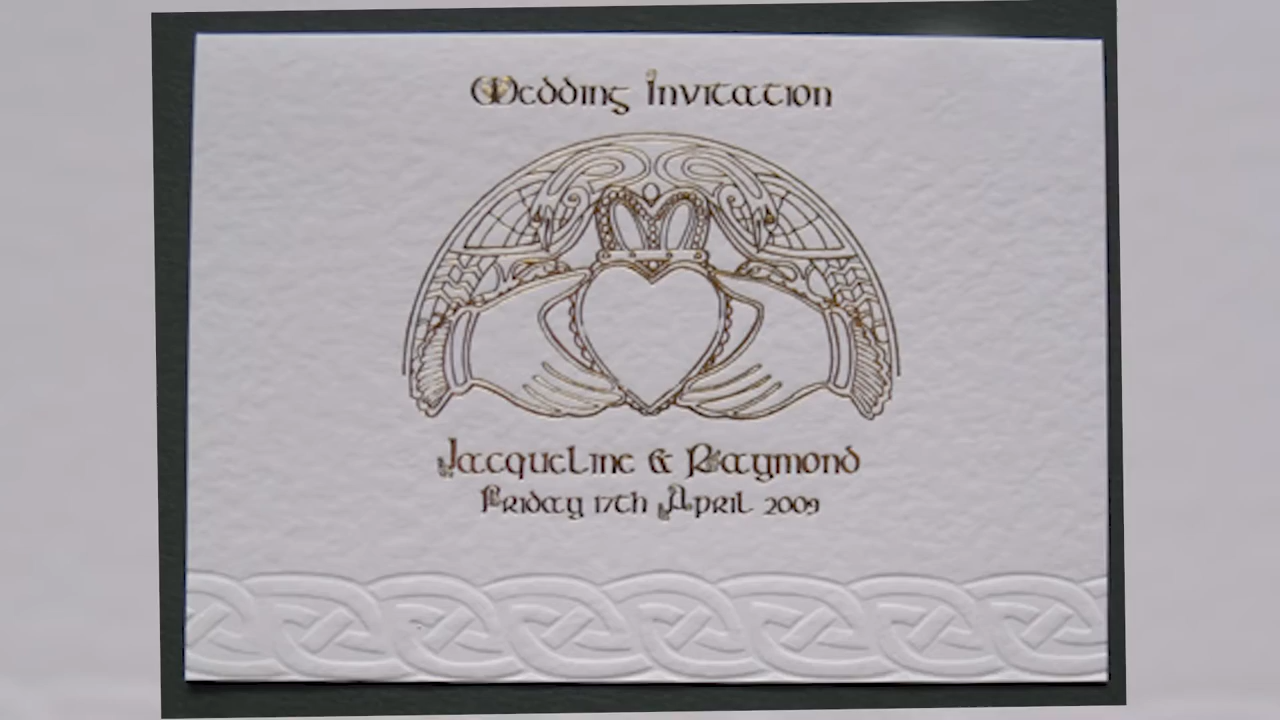 Wedding Invitation
Jacqueline & Raymond
Friday 17th April 2009